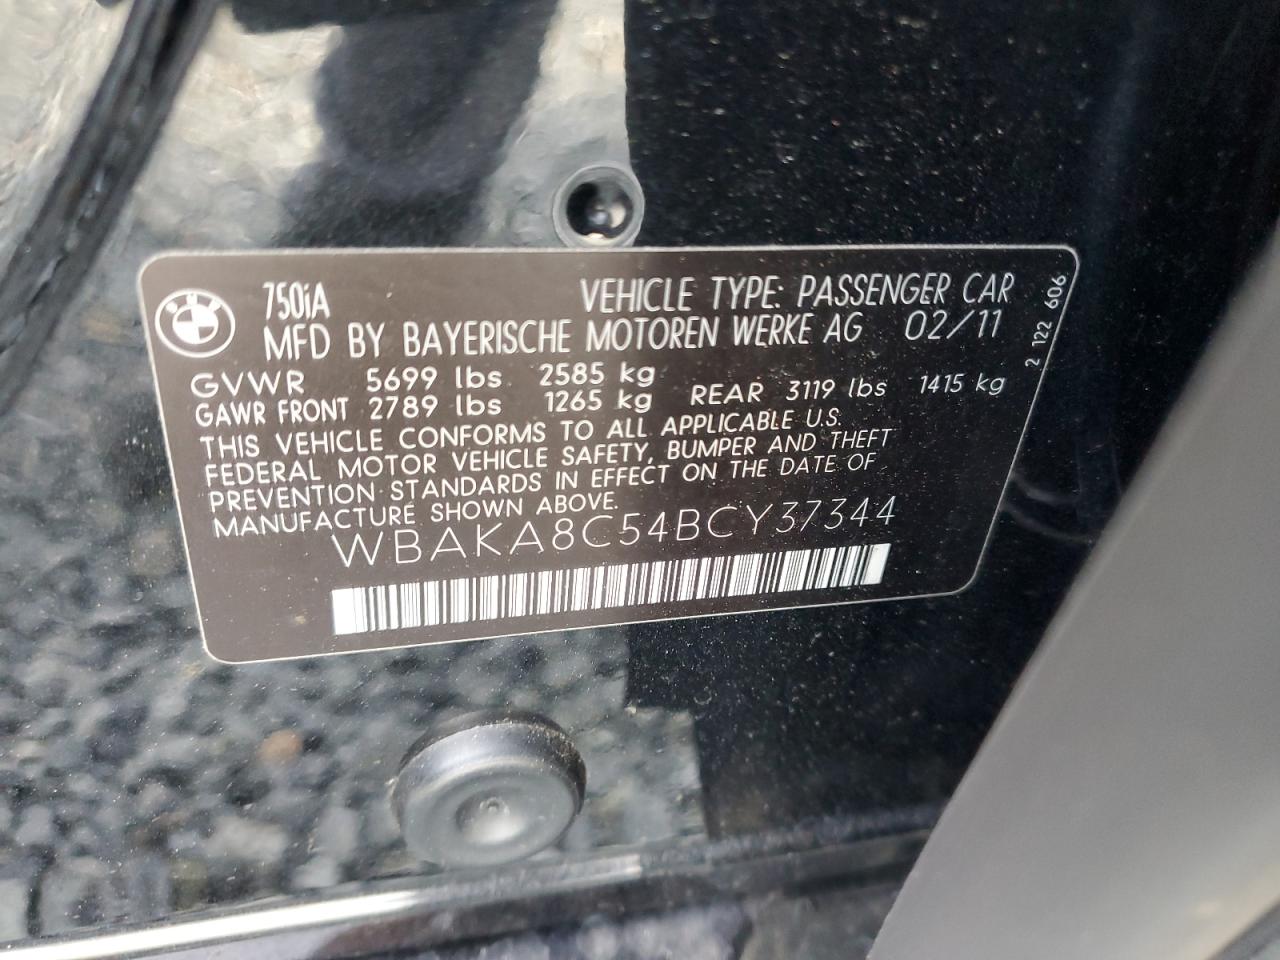 750iA VEHICLE TYPE: PASSENGER CAR
MFD BY BAYERISCHE MOTOREN WERKE AG 02/11
2 122 606
GVWR 5699 lbs 2585 kg
GAWR FRONT 2789 lbs 1265 kg REAR 3119 lbs 1415 kg
THIS VEHICLE CONFORMS TO ALL APPLICABLE U.S.
FEDERAL MOTOR VEHICLE SAFETY, BUMPER AND THEFT
PREVENTION STANDARDS IN EFFECT ON THE DATE OF
MANUFACTURE SHOWN ABOVE.
WBAKA8C54BCY37344